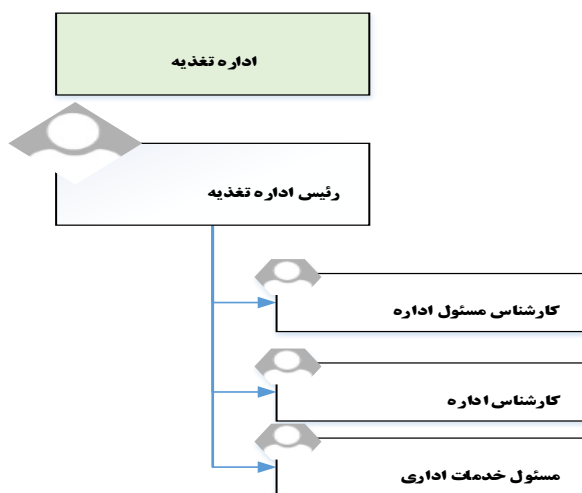 اداره تغذیه
رئیس اداره تغذیه
کارشناس مسئول اداره
کارشناس اداره
مسئول خدمات اداری